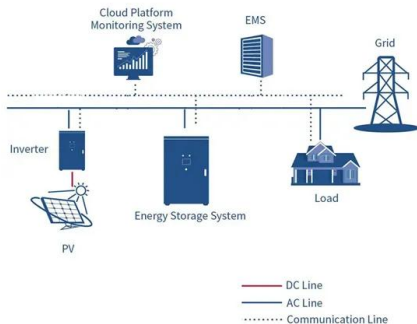 Cloud Platform
Monitoring System
EMS
Grid
Inverter
Energy Storage System
Load
PV
DC Line
AC Line
Communication Line